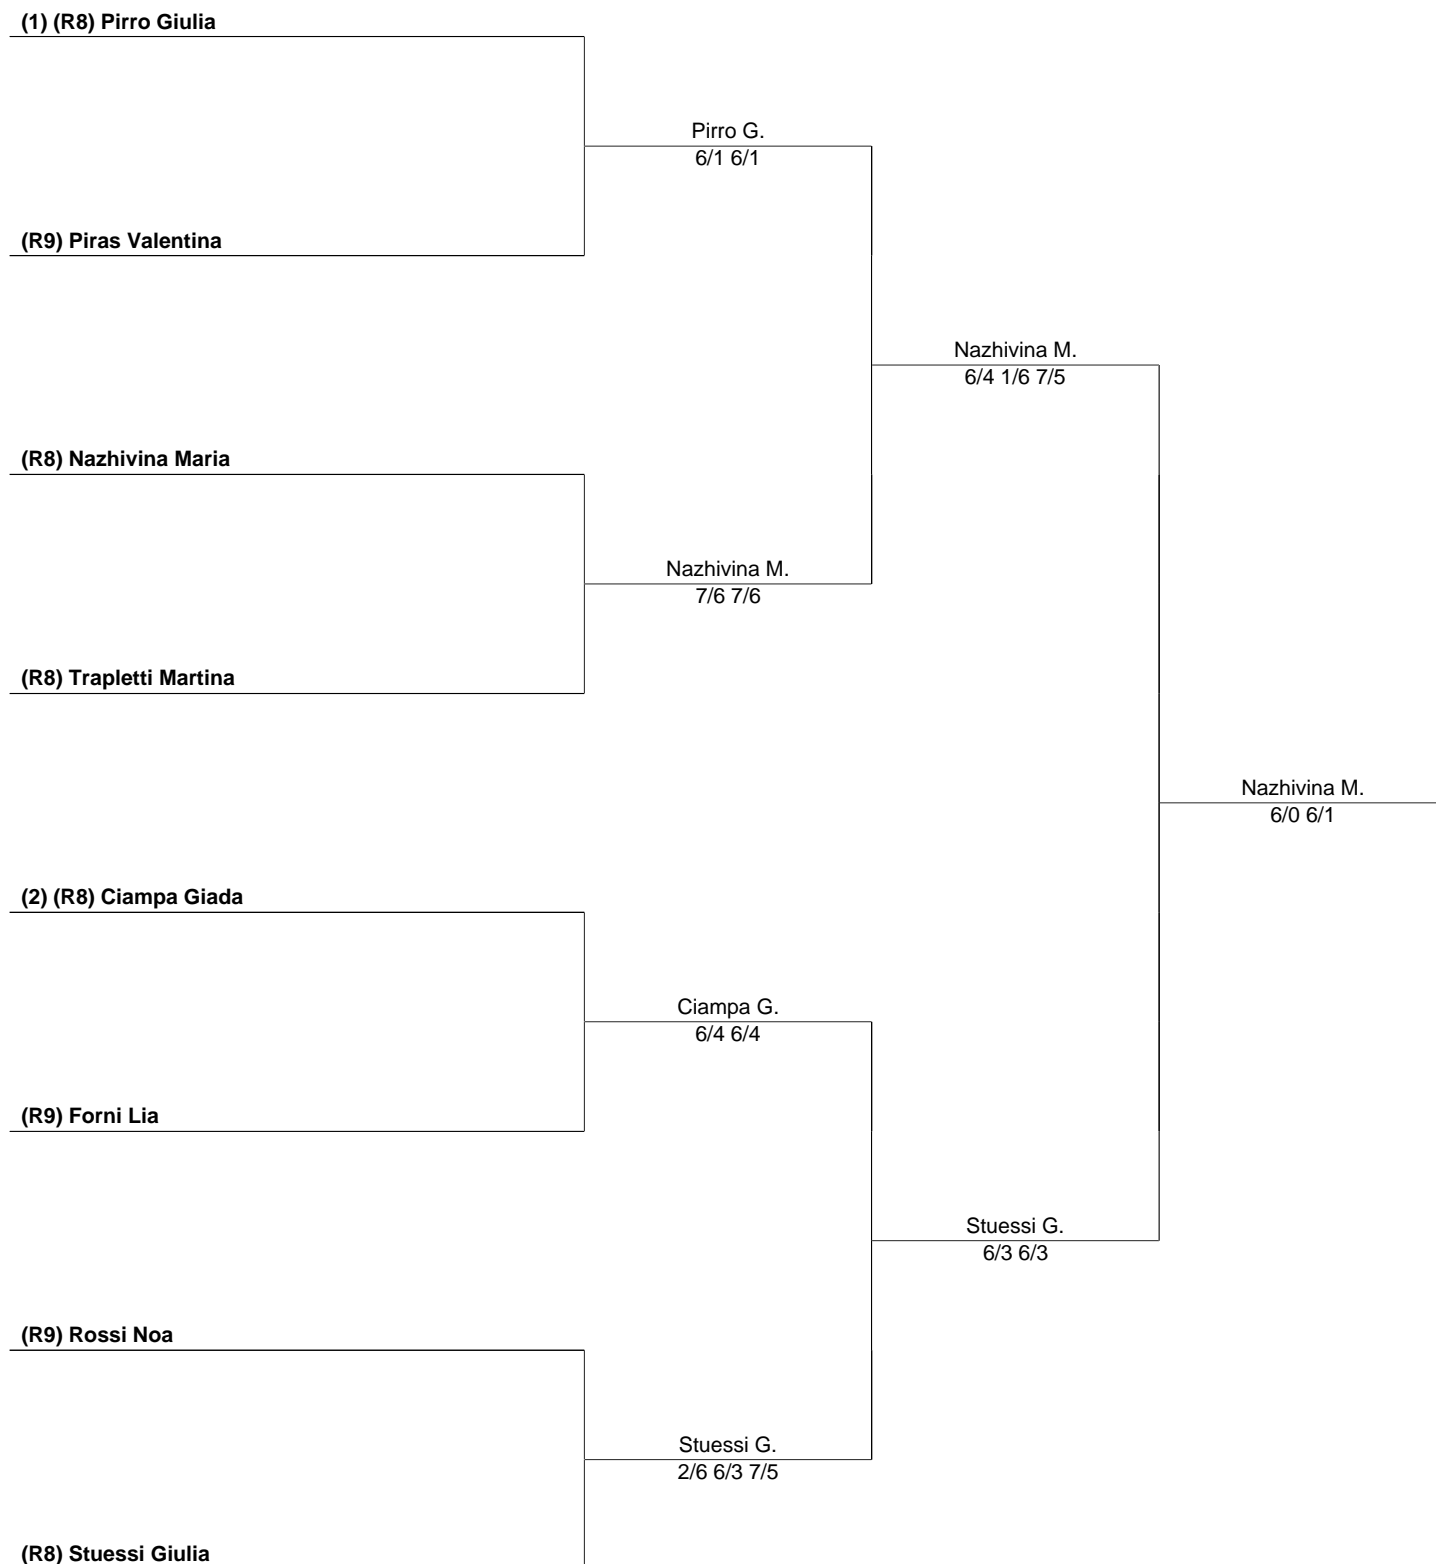 (1) (R8) Pirro Giulia
Pirro G.
6/1 6/1
(R9) Piras Valentina
Nazhivina M.
6/4 1/6 7/5
(R8) Nazhivina Maria
Nazhivina M.
7/6 7/6
(R8) Trapletti Martina
Nazhivina M.
6/0 6/1
(2) (R8) Ciampa Giada
Ciampa G.
6/4 6/4
(R9) Forni Lia
Stuessi G.
6/3 6/3
(R9) Rossi Noa
Stuessi G.
2/6 6/3 7/5
(R8) Stuessi Giulia